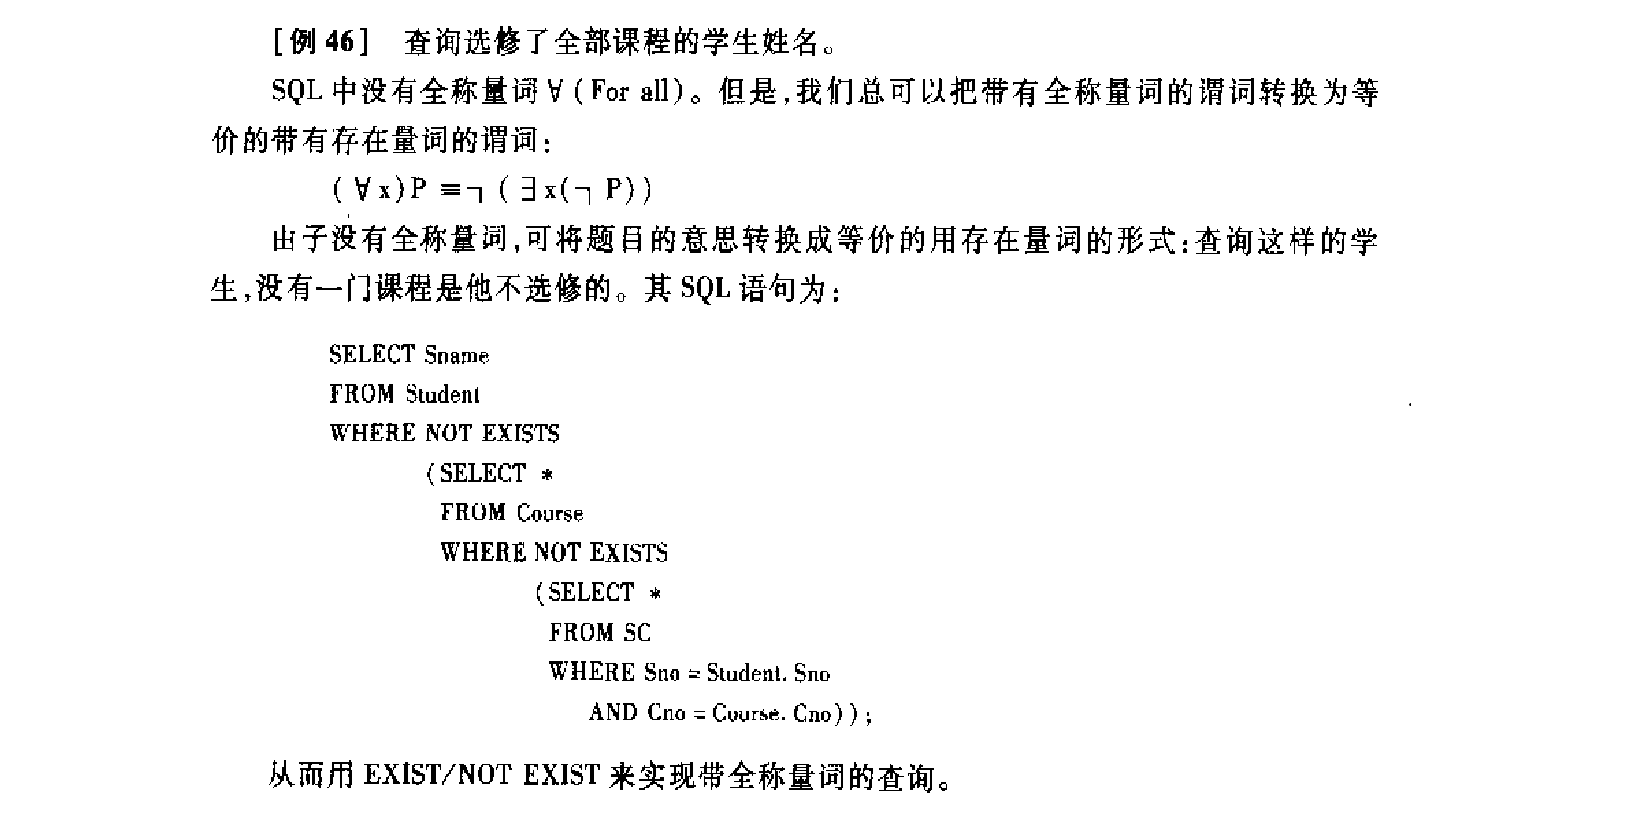 [例 46] 查询选修了全部课程的学生姓名。
SQL 中没有全称量词 ∀ (For all)。但是,我们总可以把带有全称量词的谓词转换为等
价的带有存在量词的谓词:
(∀x)P ≡ ┐(∃x(┐P))
由于没有全称量词,可将题目的意思转换成等价的用存在量词的形式:查询这样的学
生,没有一门课程是他不选修的。其 SQL 语句为:
SELECT Sname
FROM Student
WHERE NOT EXISTS
(SELECT *
FROM Course
WHERE NOT EXISTS
(SELECT *
FROM SC
WHERE Sno = Student. Sno
AND Cno = Course. Cno));
从而用 EXIST/NOT EXIST 来实现带全称量词的查询。